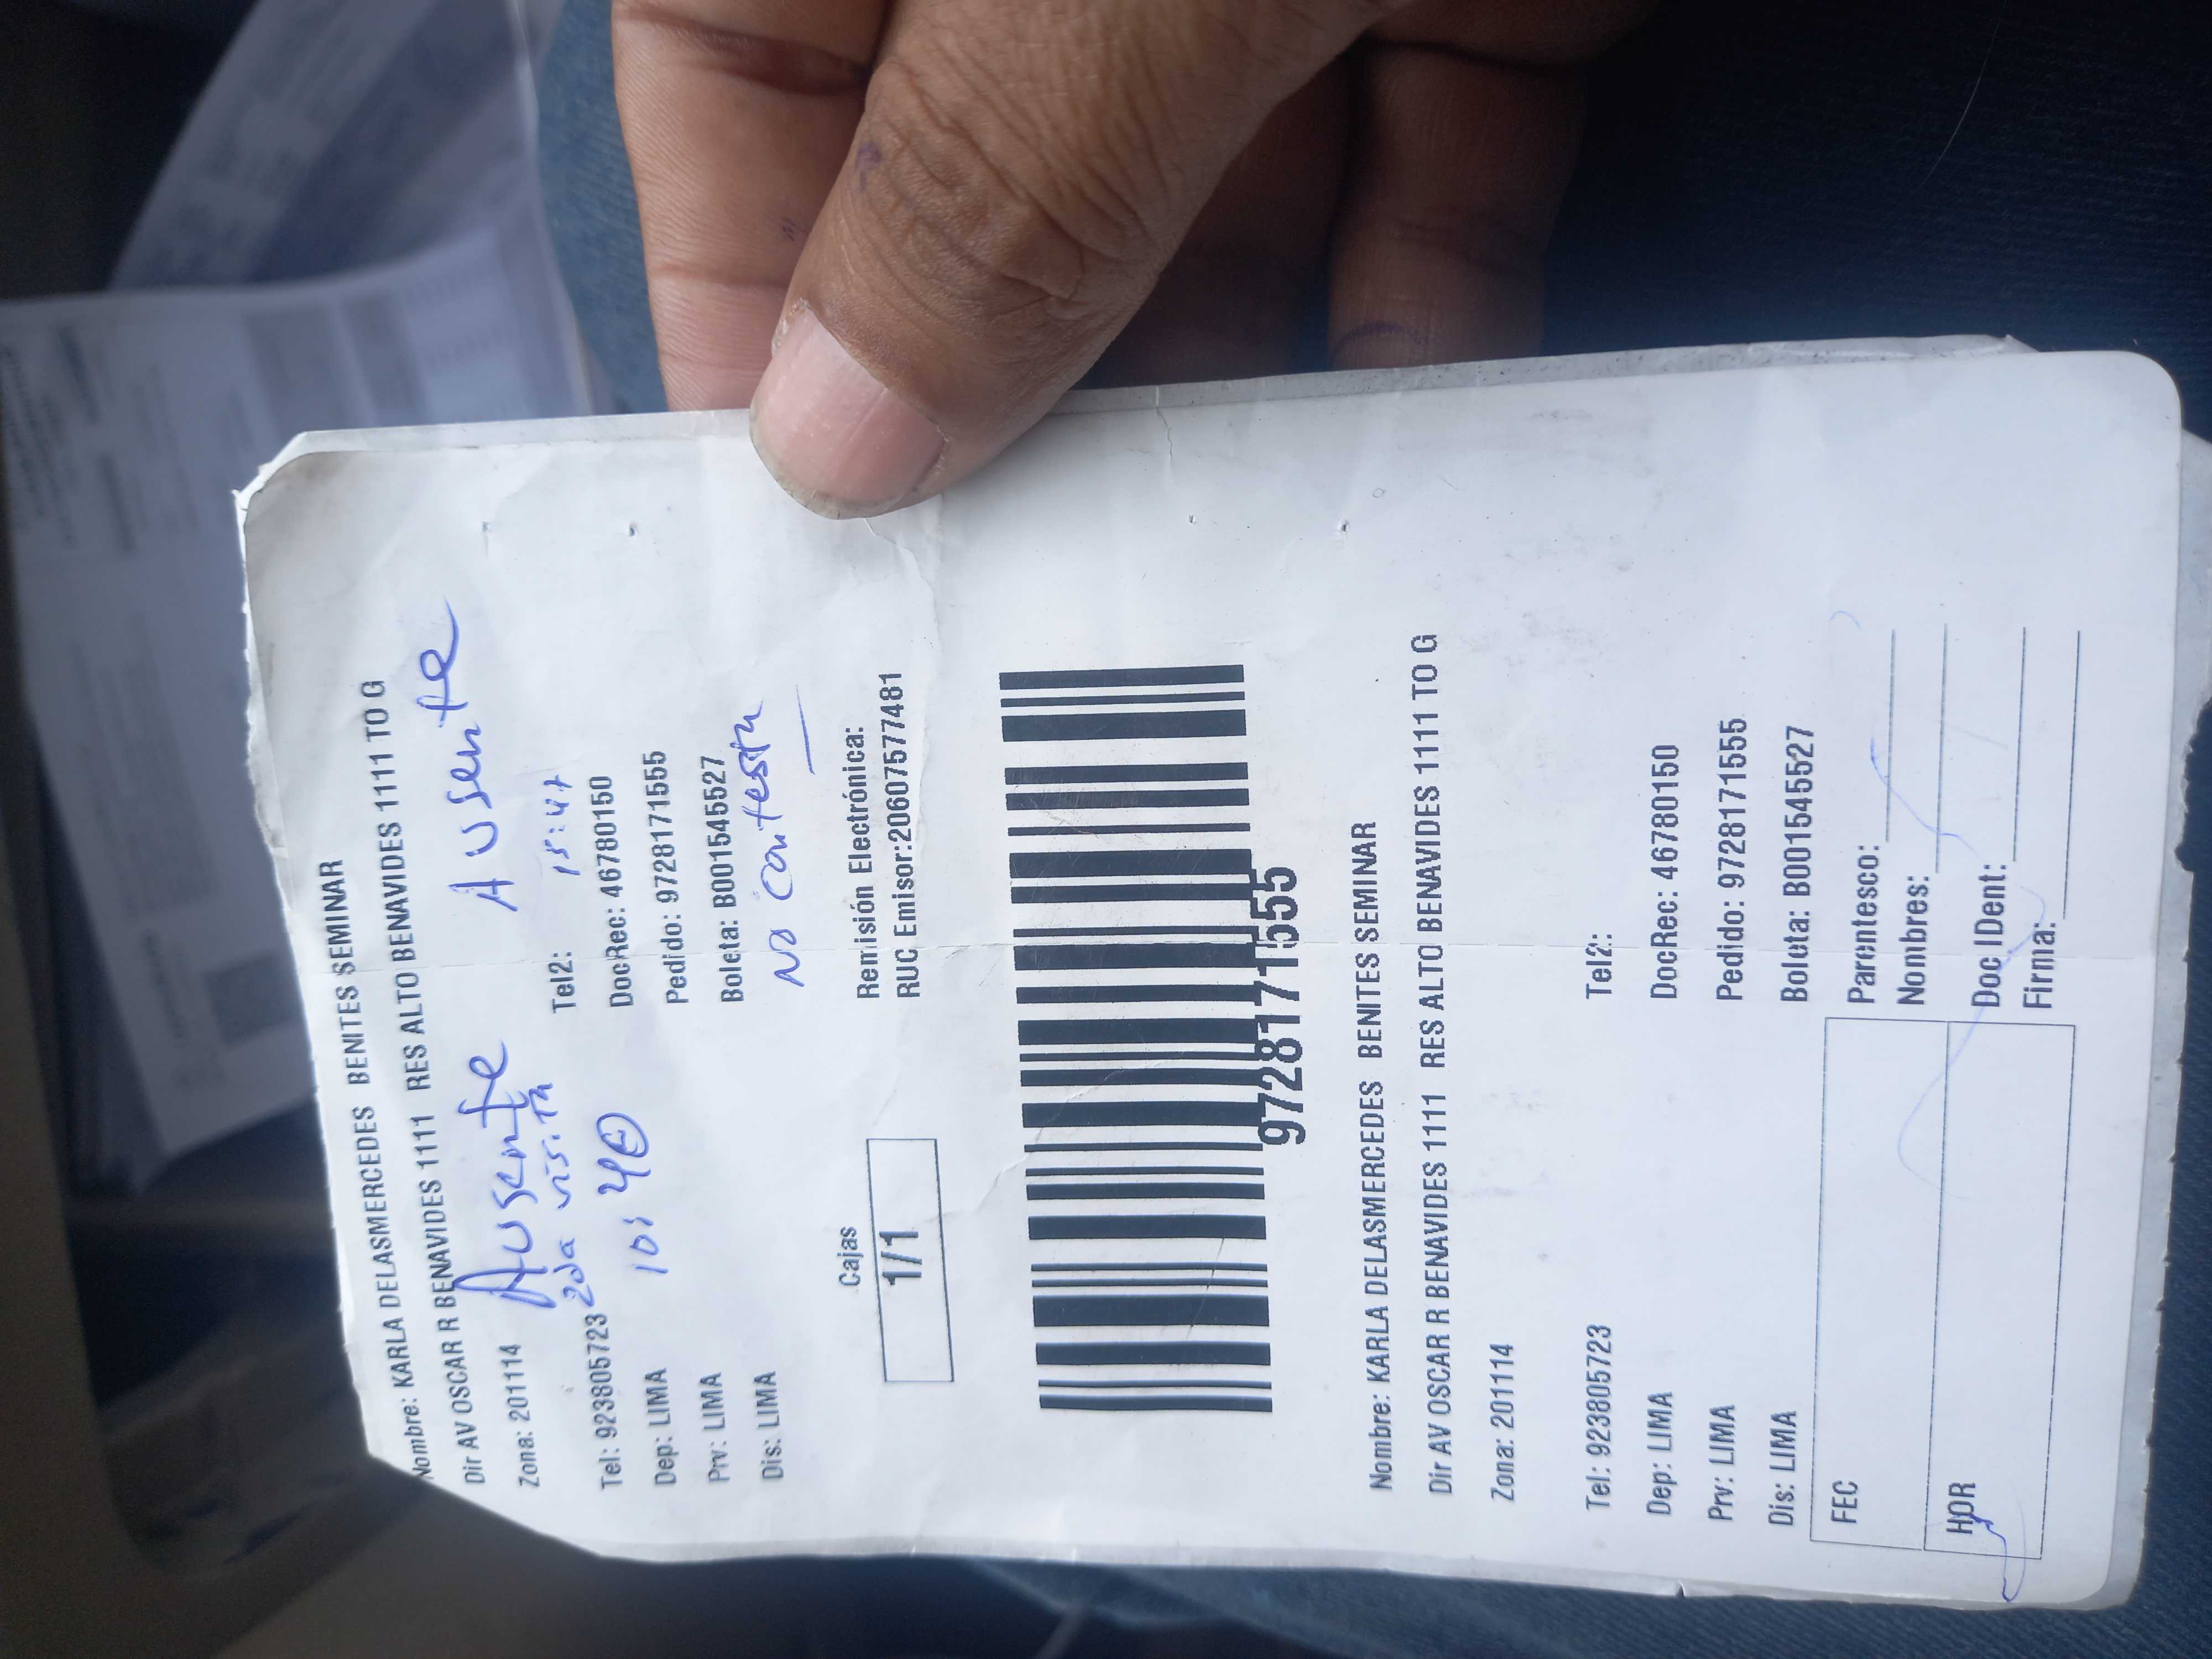 Nombre: KARLA DELASMERCEDES BENITES SEMINAR
Dir AV OSCAR R BENAVIDES 1111 RES ALTO BENAVIDES 1111 TO G
Zona: 201114
Ausente
2da visita
10:40
Ausente
15:47
Tel: 923805723
Tel2:
Dep: LIMA
DocRec: 46780150
Prv: LIMA
Pedido: 97281771555
Dis: LIMA
Boleta: B001545527
NO Contesta
Cajas
1/1
Remisión Electrónica:
RUC Emisor:20607577481
97281771555
Nombre: KARLA DELASMERCEDES BENITES SEMINAR
Dir AV OSCAR R BENAVIDES 1111 RES ALTO BENAVIDES 1111 TO G
Zona: 201114
Tel: 923805723
Tel2:
Dep: LIMA
DocRec: 46780150
Prv: LIMA
Pedido: 97281771555
Dis: LIMA
Boleta: B001545527
FEC
HOR
Parentesco:
Nombres:
Doc IDent:
Firma: